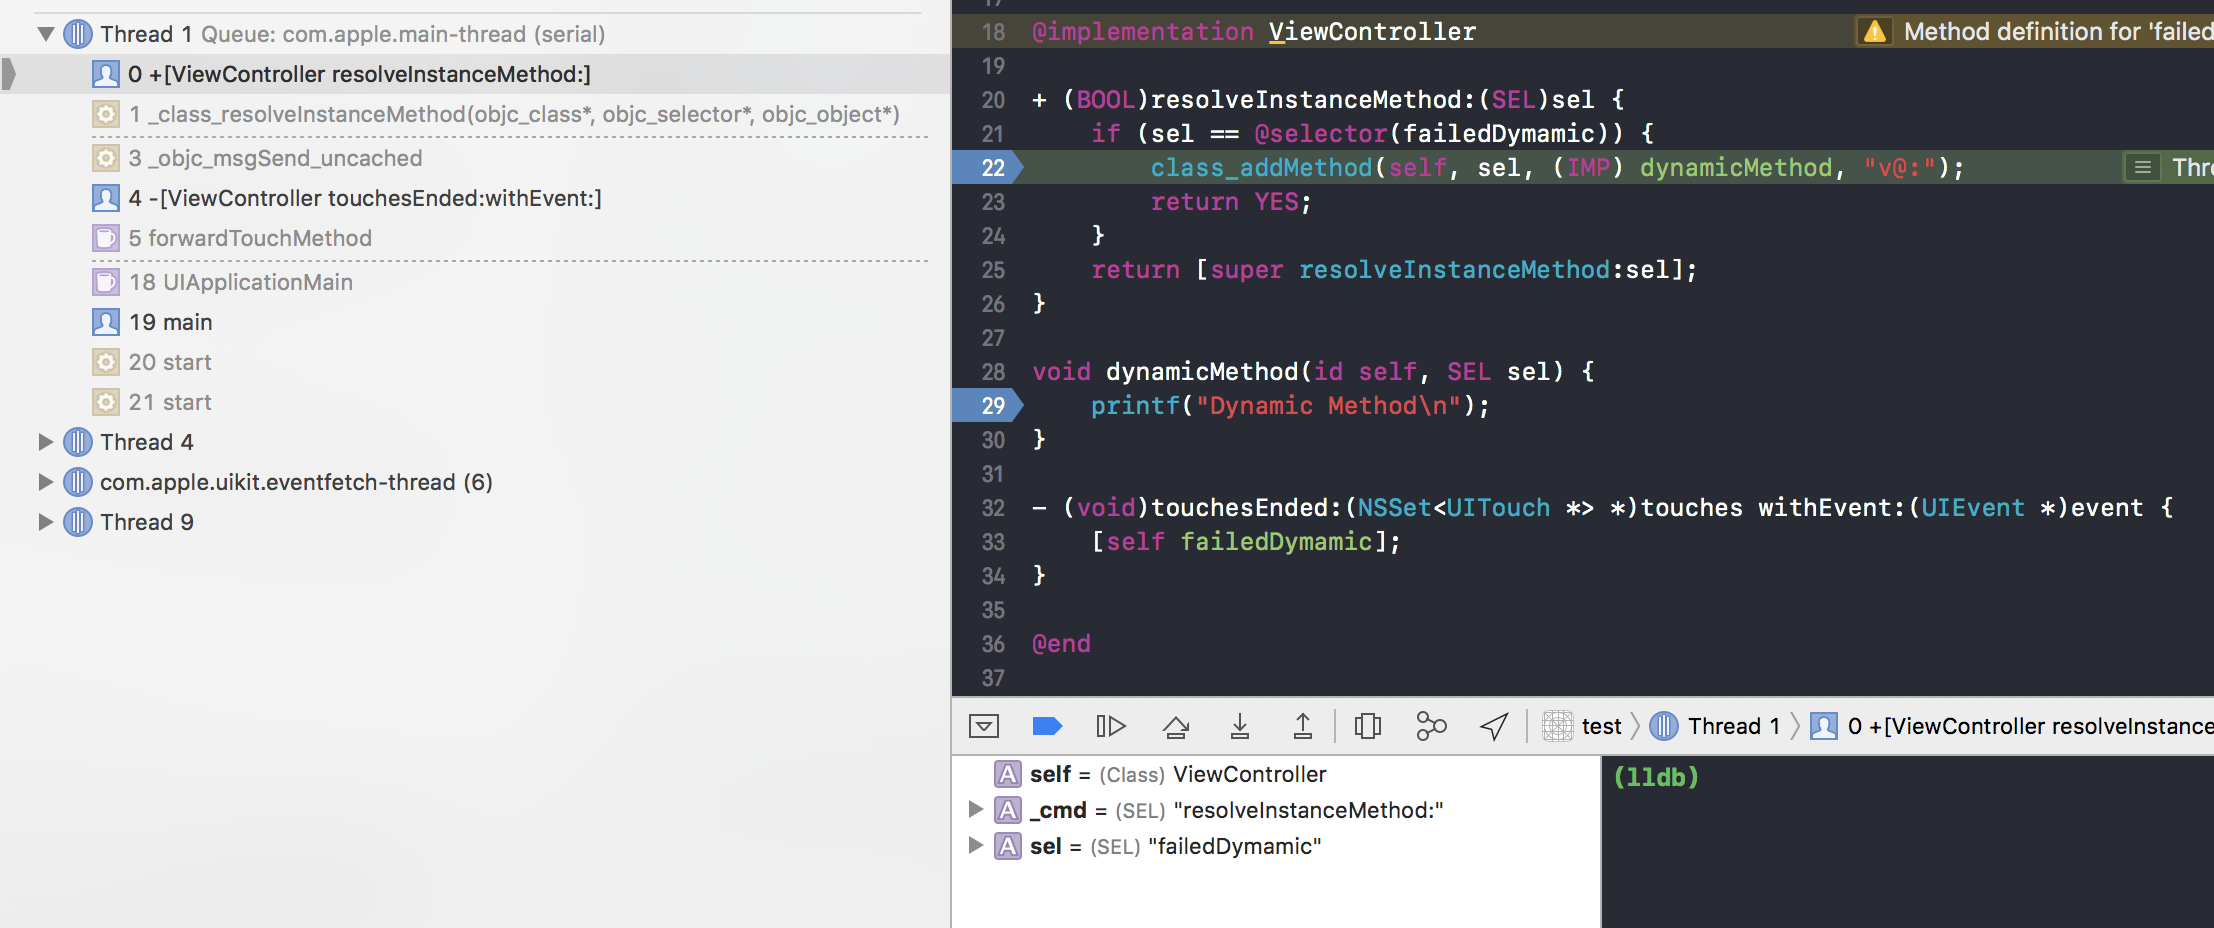 Thread 1 Queue: com.apple.main-thread (serial)
0 +[ViewController resolveInstanceMethod:]
1 _class_resolveInstanceMethod(objc_class*, objc_selector*, objc_object*)
3 _objc_msgSend_uncached
4 -[ViewController touchesEnded:withEvent:]
5 forwardTouchMethod
18 UIApplicationMain
19 main
20 start
21 start
Thread 4
com.apple.uikit.eventfetch-thread (6)
Thread 9
17
18 @implementation ViewController Method definition for 'failed
19
20 + (BOOL)resolveInstanceMethod:(SEL)sel {
21 if (sel == @selector(failedDymamic)) {
22 class_addMethod(self, sel, (IMP) dynamicMethod, "v@:"); Thre
23 return YES;
24 }
25 return [super resolveInstanceMethod:sel];
26 }
27
28 void dynamicMethod(id self, SEL sel) {
29 printf("Dynamic Method\n");
30 }
31
32 - (void)touchesEnded:(NSSet<UITouch *> *)touches withEvent:(UIEvent *)event {
33 [self failedDymamic];
34 }
35
36 @end
37
test Thread 1 0 +[ViewController resolveInstance
A self = (Class) ViewController
A _cmd = (SEL) "resolveInstanceMethod:"
A sel = (SEL) "failedDymamic"
(lldb)